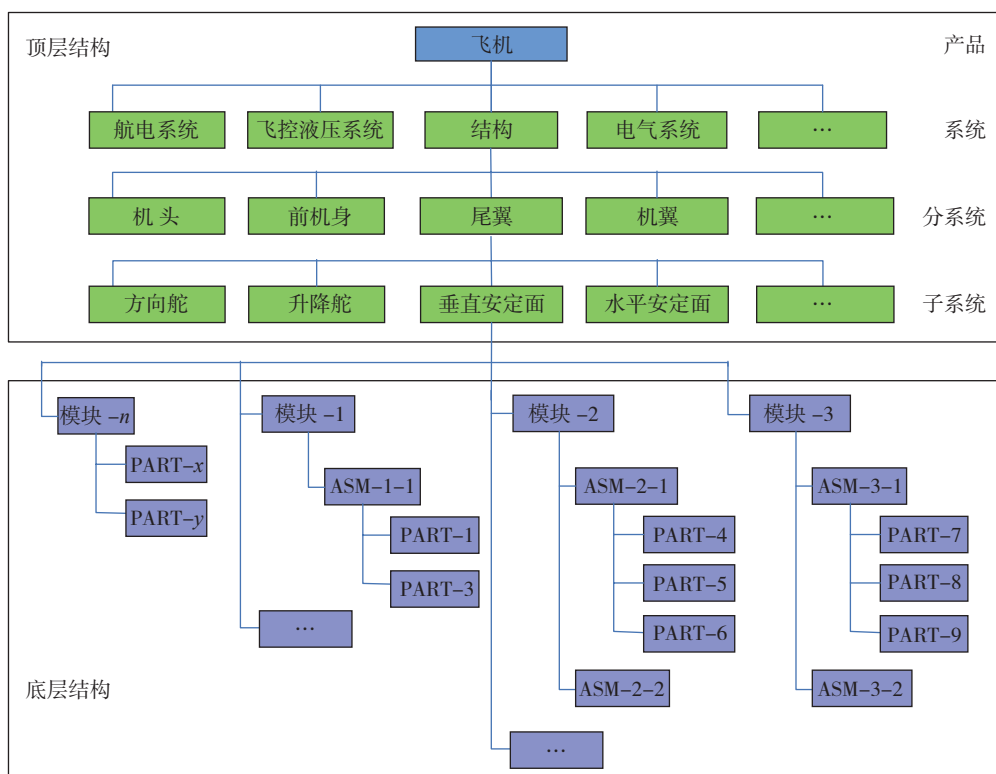 顶层结构 飞机 产品
航电系统 飞控液压系统 结构 电气系统 … 系统
机 头 前机身 尾翼 机翼 … 分系统
方向舵 升降舵 垂直安定面 水平安定面 … 子系统
模块 -n 模块 -1 模块 -2 模块 -3
PART-x
ASM-1-1 ASM-2-1 ASM-3-1
PART-y
PART-1 PART-4 PART-7
PART-3 PART-5 PART-8
… PART-6 PART-9
底层结构 ASM-2-2 ASM-3-2
…